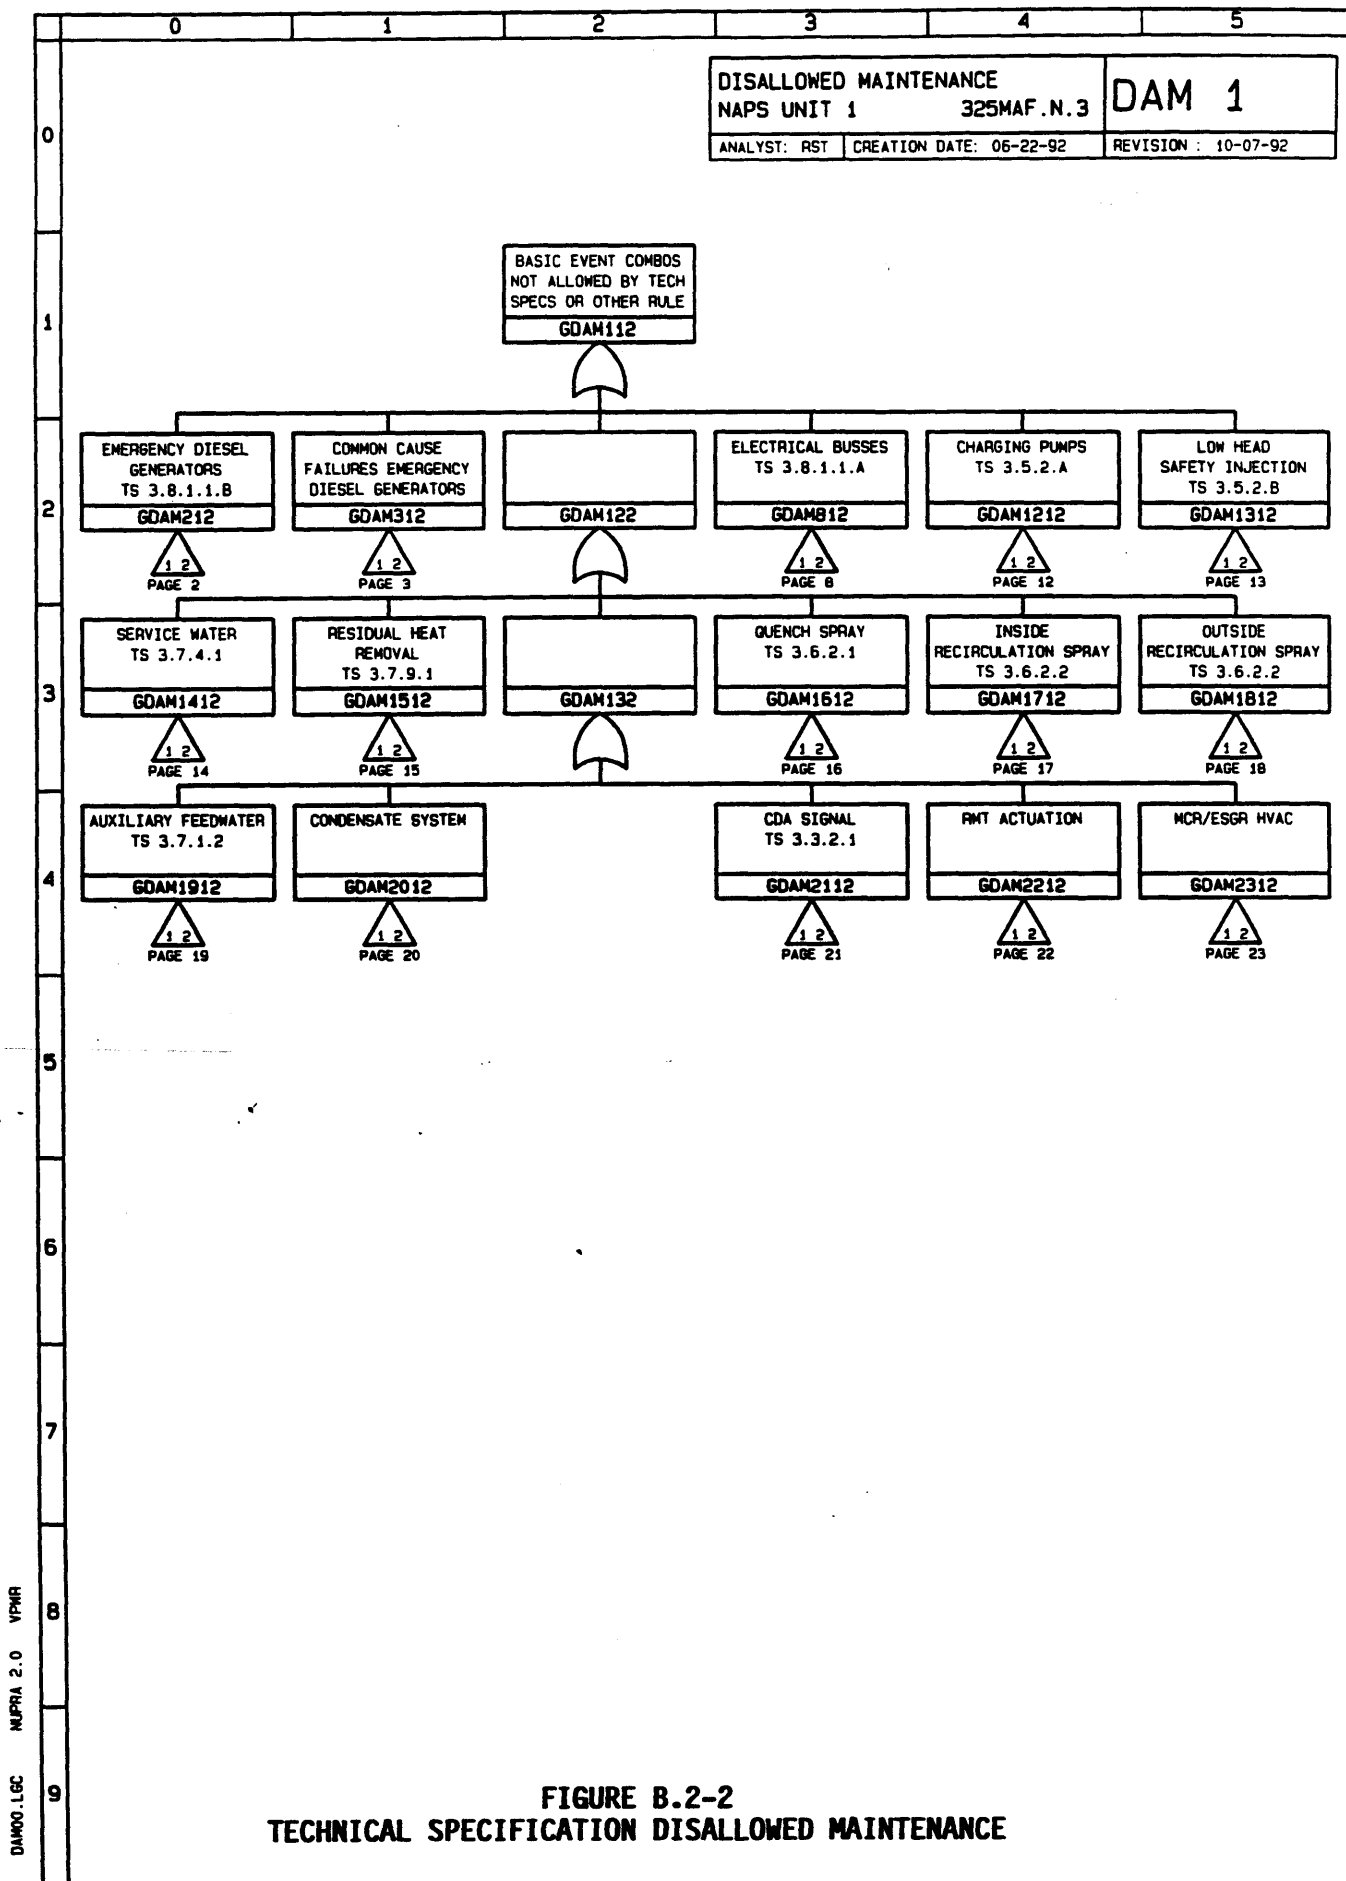 0 1 2 3 4 5
DISALLOWED MAINTENANCE
NAPS UNIT 1 325MAF.N.3
DAM 1
ANALYST: RST CREATION DATE: 06-22-92 REVISION : 10-07-92
0
BASIC EVENT COMBOS
NOT ALLOWED BY TECH
SPECS OR OTHER RULE
GDAM112
1
EMERGENCY DIESEL
GENERATORS
TS 3.8.1.1.B
GDAM212
1 2
PAGE 2
COMMON CAUSE
FAILURES EMERGENCY
DIESEL GENERATORS
GDAM312
1 2
PAGE 3
GDAM122
ELECTRICAL BUSSES
TS 3.8.1.1.A
GDAM812
1 2
PAGE 8
CHARGING PUMPS
TS 3.5.2.A
GDAM1212
1 2
PAGE 12
LOW HEAD
SAFETY INJECTION
TS 3.5.2.B
GDAM1312
1 2
PAGE 13
2
SERVICE WATER
TS 3.7.4.1
GDAM1412
1 2
PAGE 14
RESIDUAL HEAT
REMOVAL
TS 3.7.9.1
GDAM1512
1 2
PAGE 15
GDAM132
QUENCH SPRAY
TS 3.6.2.1
GDAM1612
1 2
PAGE 16
INSIDE
RECIRCULATION SPRAY
TS 3.6.2.2
GDAM1712
1 2
PAGE 17
OUTSIDE
RECIRCULATION SPRAY
TS 3.6.2.2
GDAM1812
1 2
PAGE 18
3
AUXILIARY FEEDWATER
TS 3.7.1.2
GDAM1912
1 2
PAGE 19
CONDENSATE SYSTEM
GDAM2012
1 2
PAGE 20
CDA SIGNAL
TS 3.3.2.1
GDAM2112
1 2
PAGE 21
RMT ACTUATION
GDAM2212
1 2
PAGE 22
MCR/ESGR HVAC
GDAM2312
1 2
PAGE 23
4
5
6
7
8
9
DAM00.LGC NUPRA 2.0 VPWR
FIGURE B.2-2
TECHNICAL SPECIFICATION DISALLOWED MAINTENANCE